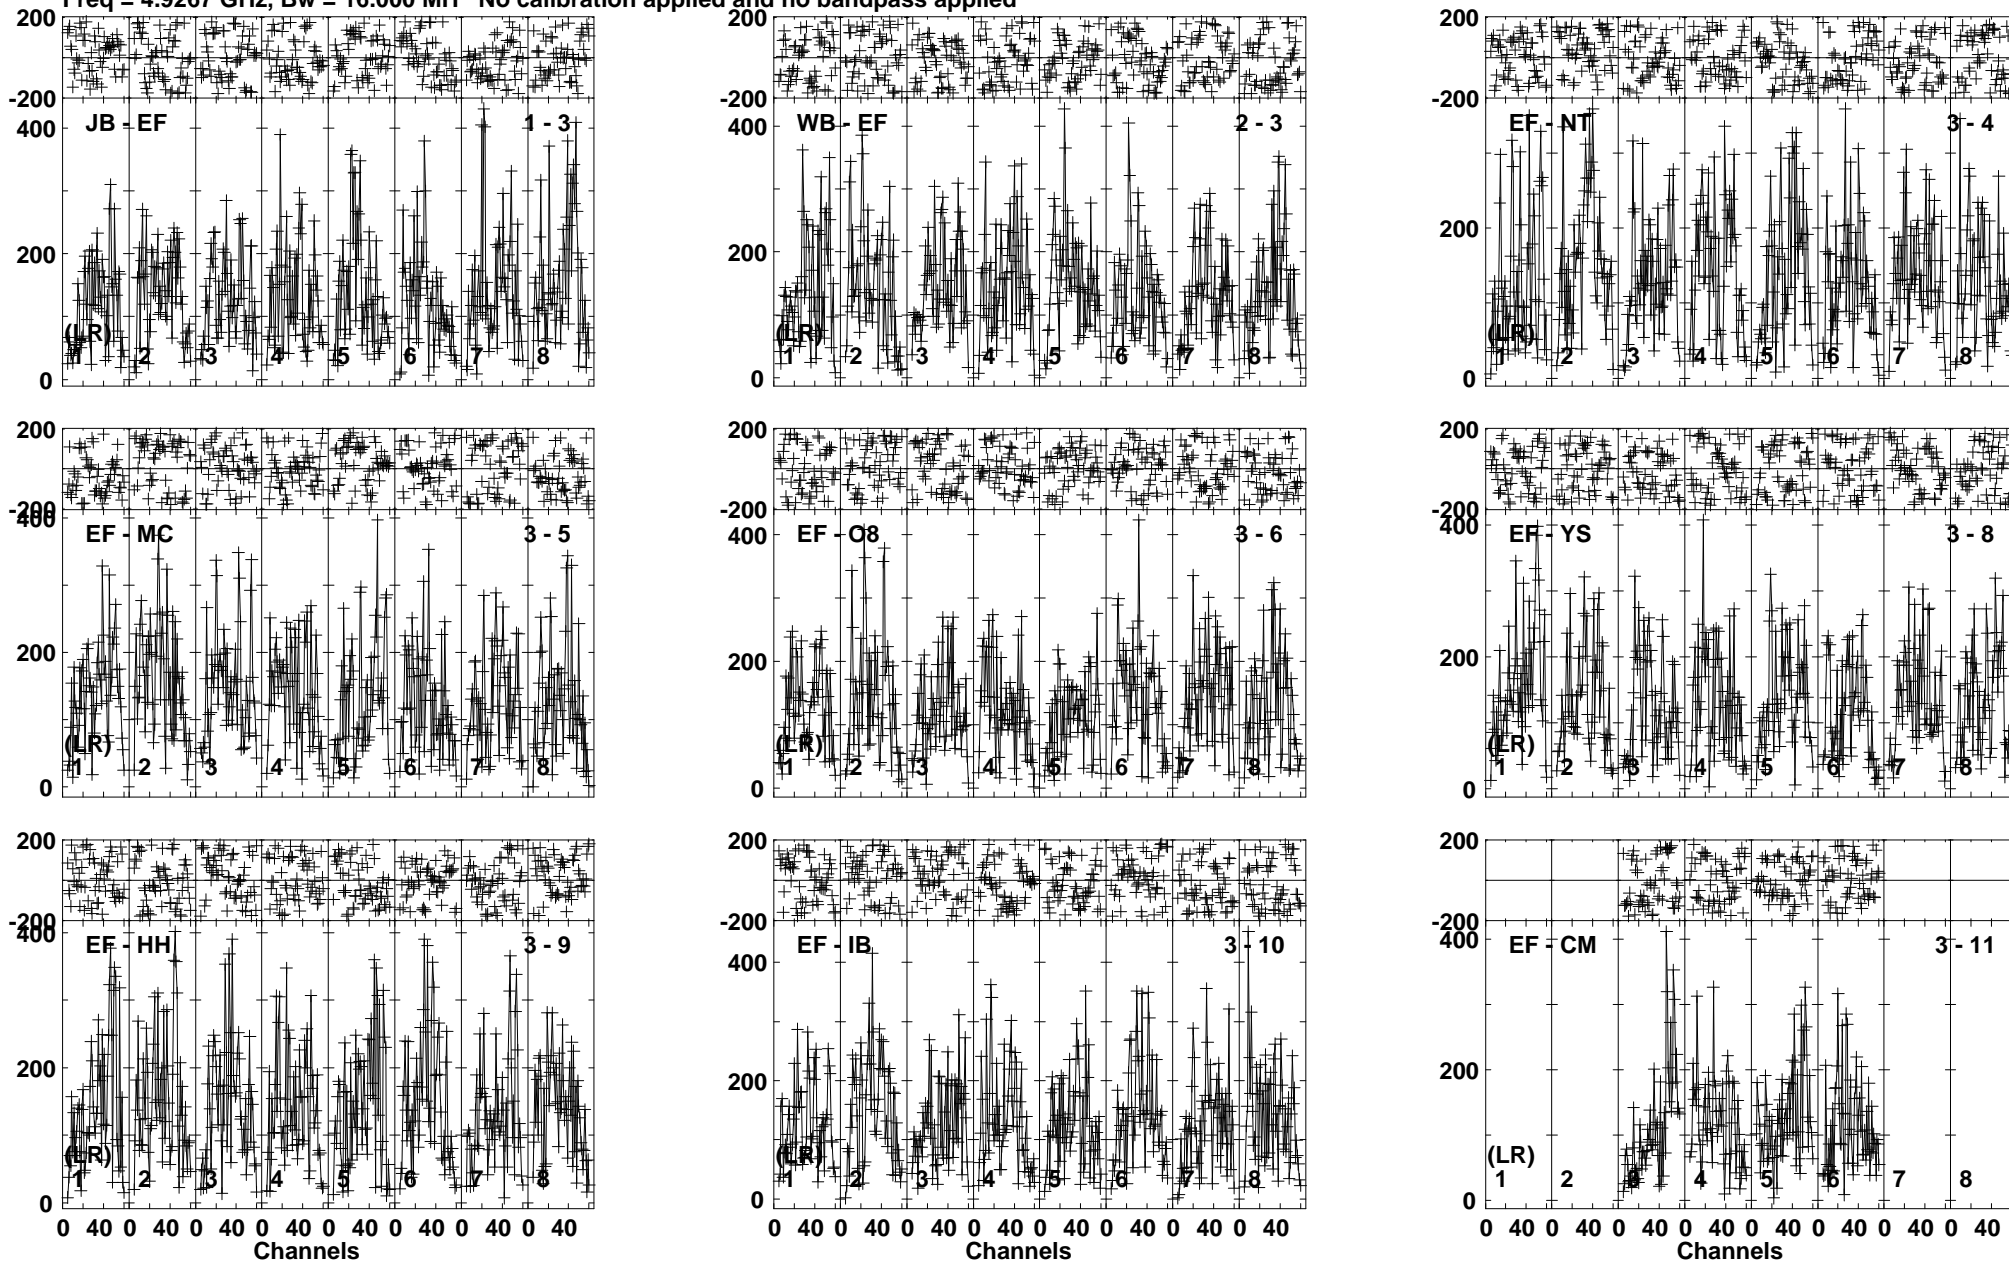 Freq = 4.9267 GHz, Bw = 16.000 MH No calibration applied and no bandpass applied
200 200 200
-200 -200 -200
JB - EF 1 - 3 WB - EF 2 - 3 EF - NT 3 - 4
400 400
200 200 200
(LR) (LR) (LR)
1 2 3 4 5 6 7 8 1 2 3 4 5 6 7 8 1 2 3 4 5 6 7 8
0 0 0
200 200 200
-200 -200 -200
400 400 400
EF - MC 3 - 5 EF - O8 3 - 6 EF - YS 3 - 8
200 200 200
(LR) (LR) (LR)
1 2 3 4 5 6 7 8 1 2 3 4 5 6 7 8 1 2 3 4 5 6 7 8
0 0 0
200 200 200
-200 -200 -200
400 400 400
EF - HH 3 - 9 EF - IB 3 - 10 EF - CM 3 - 11
200 200 200
(LR) (LR) (LR)
1 2 3 4 5 6 7 8 1 2 3 4 5 6 7 8 1 2 3 4 5 6 7 8
0 0 0
0 40 0 40 0 40 0 40 0 40 0 40 0 40 0 40 0 40 0 40 0 40 0 40 0 40 0 40 0 40 0 40 0 40 0 40 0 40 0 40 0 40 0 40 0 40 0 40
Channels Channels Channels